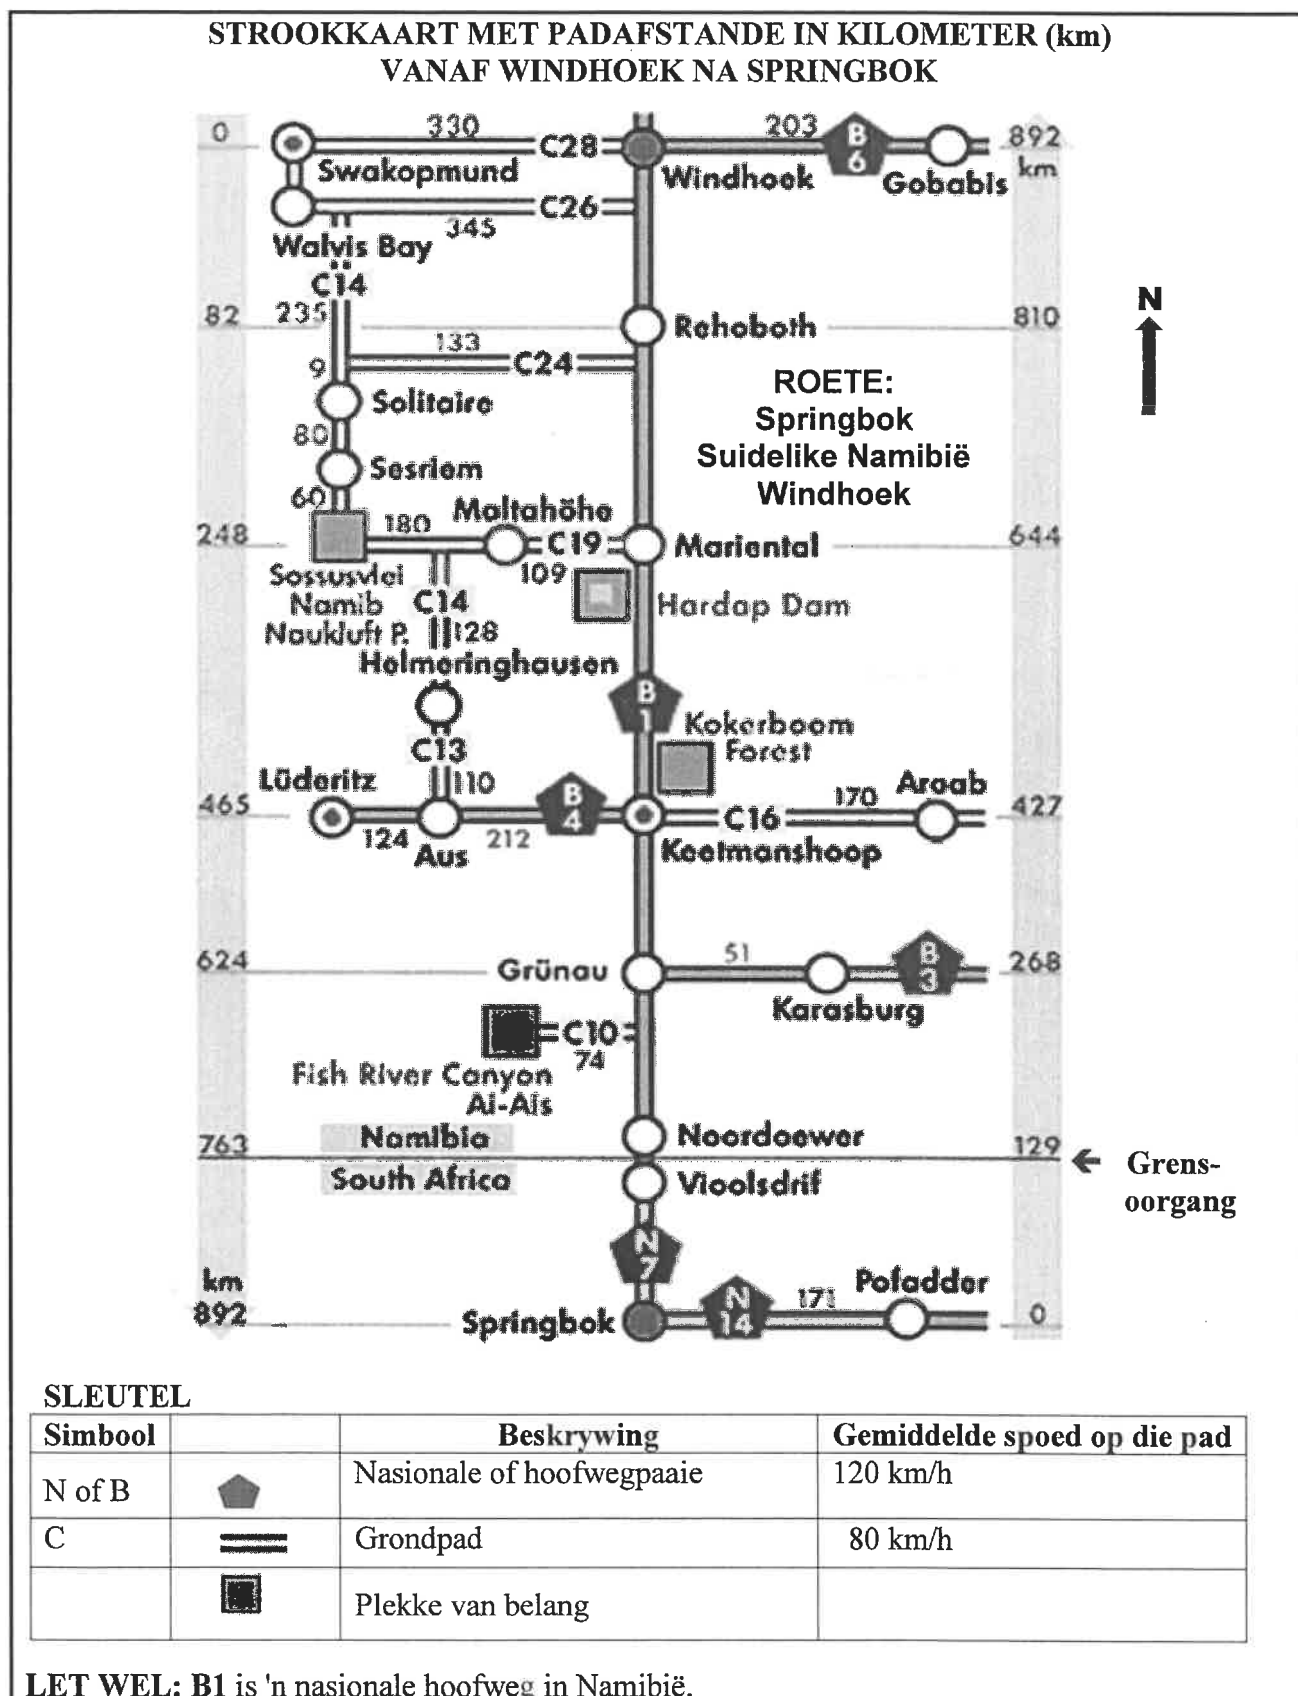 STROOKKAART MET PADAFSTANDE IN KILOMETER (km)
VANAF WINDHOEK NA SPRINGBOK
0 330 C28 203 B 6 892 km
Swakopmund Windhoek Gobabis
C26
345
Walvis Bay
C14
235
82 Rehoboth 810
133
9 C24
Solitaire
80
Sesriem
60
N
ROETE:
Springbok
Suidelike Namibië
Windhoek
248 180 Maltahöhe C19 Mariental 644
109
Sossusvlei
Namib
Naukluft P.
C14
128
Hardap Dam
Helmeringhausen
B 1
Kokerboom
Forest
C13
110
Lüderitz B 4 170 Aroab
465 C16 427
124 Aus 212 Keetmanshoop
624 Grünau 51 B 3 268
Karasburg
C10
74
Fish River Canyon
Ai-Ais
Namibia Noordoewer
763 129 Grens-
oorgang
South Africa Vioolsdrif
N 7
km
892 Springbok N 14 171 Pofadder 0
SLEUTEL
Simbool Beskrywing Gemiddelde spoed op die pad
N of B Nasionale of hoofwegpaaie 120 km/h
C Grondpad 80 km/h
Plekke van belang
LET WEL: B1 is 'n nasionale hoofweg in Namibië.